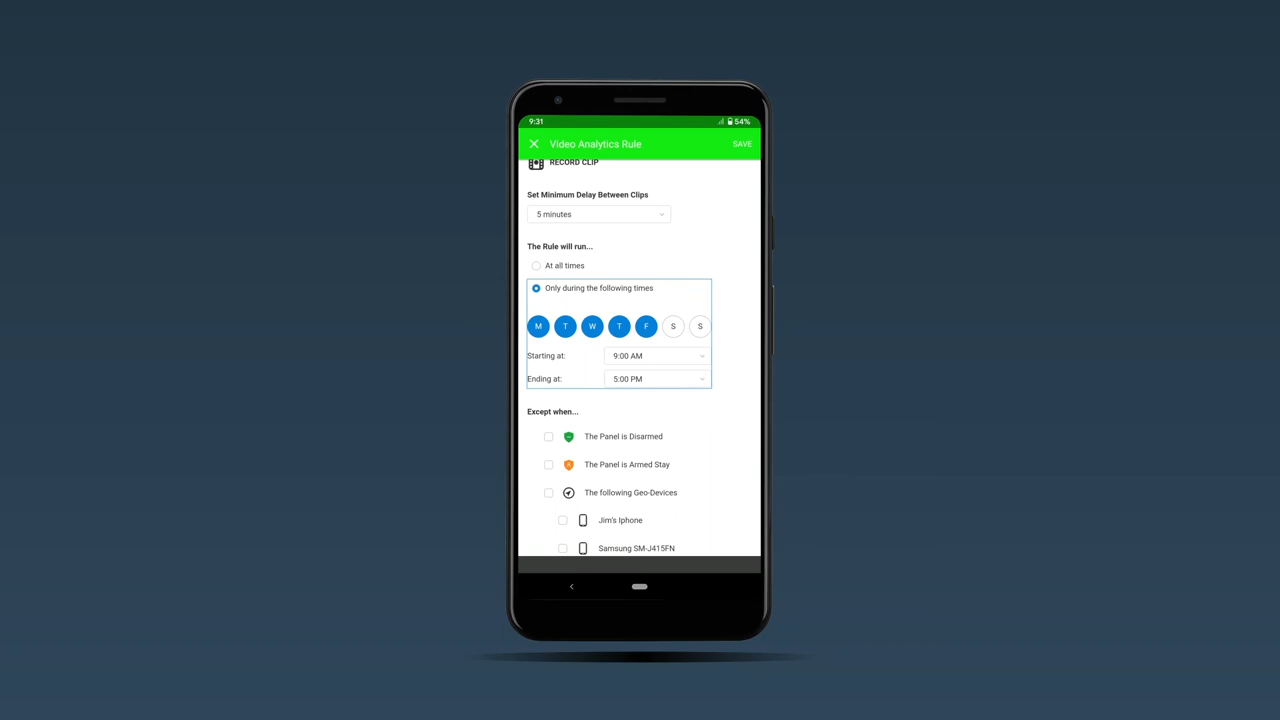 9:31 54%
Video Analytics Rule SAVE
RECORD CLIP
Set Minimum Delay Between Clips
5 minutes
The Rule will run...
At all times
Only during the following times
M T W T F S S
Starting at: 9:00 AM
Ending at: 5:00 PM
Except when...
The Panel is Disarmed
The Panel is Armed Stay
The following Geo-Devices
Jim's Iphone
Samsung SM-J415FN